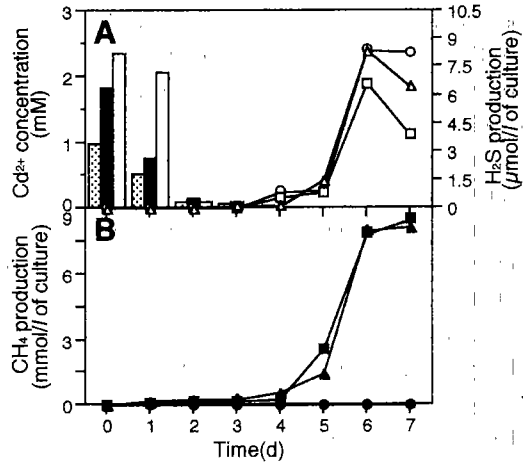 A
3
2
1
0
Cd²⁺ concentration
(mM)
10.5
9
7.5
6
4.5
3
1.5
0
H₂S production
(μmol/l of culture)
B
9
6
3
0
CH₄ production
(mmol/l of culture)
0 1 2 3 4 5 6 7
Time(d)